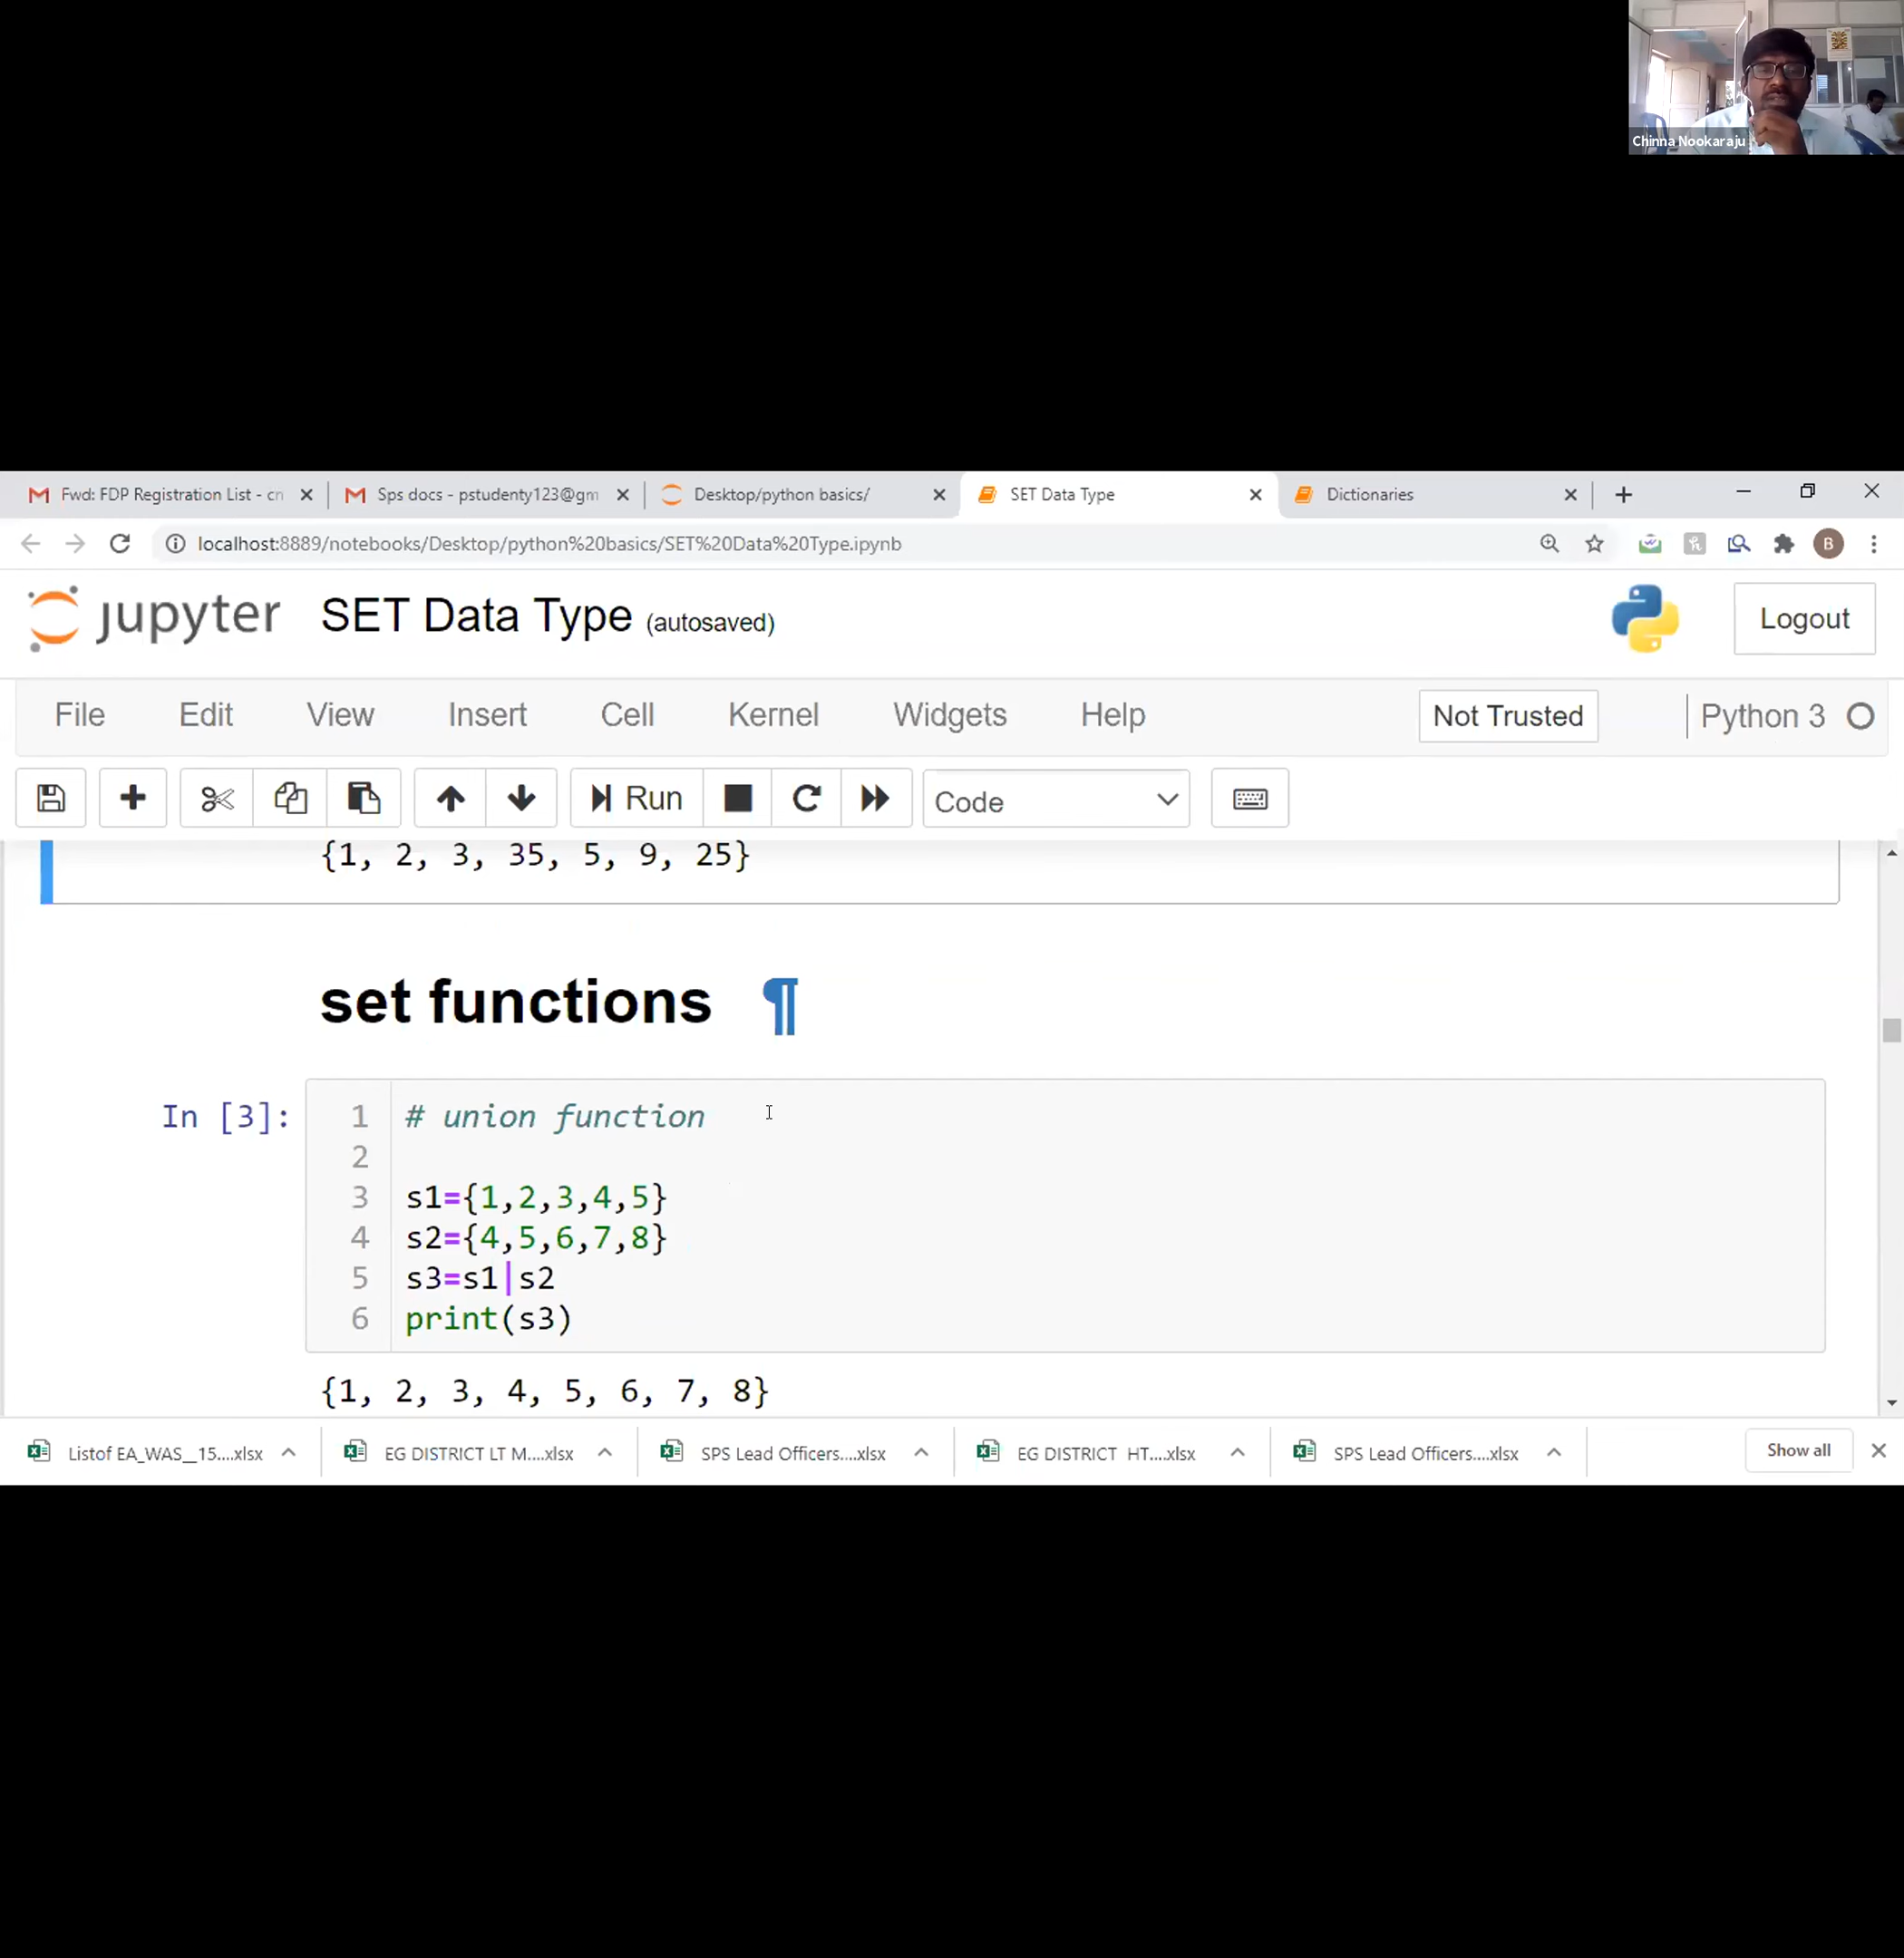 Chinna Nookaraju
Fwd: FDP Registration List - cn
Sps docs - pstudenty123@gm
Desktop/python basics/
SET Data Type
Dictionaries
localhost:8889/notebooks/Desktop/python%20basics/SET%20Data%20Type.ipynb
B
jupyter SET Data Type (autosaved)
Logout
File Edit View Insert Cell Kernel Widgets Help Not Trusted Python 3
Run Code
{1, 2, 3, 35, 5, 9, 25}
set functions ¶
In [3]:
1 # union function
2
3 s1={1,2,3,4,5}
4 s2={4,5,6,7,8}
5 s3=s1|s2
6 print(s3)
{1, 2, 3, 4, 5, 6, 7, 8}
Listof EA_WAS__15....xlsx
EG DISTRICT LT M....xlsx
SPS Lead Officers....xlsx
EG DISTRICT  HT....xlsx
SPS Lead Officers....xlsx
Show all